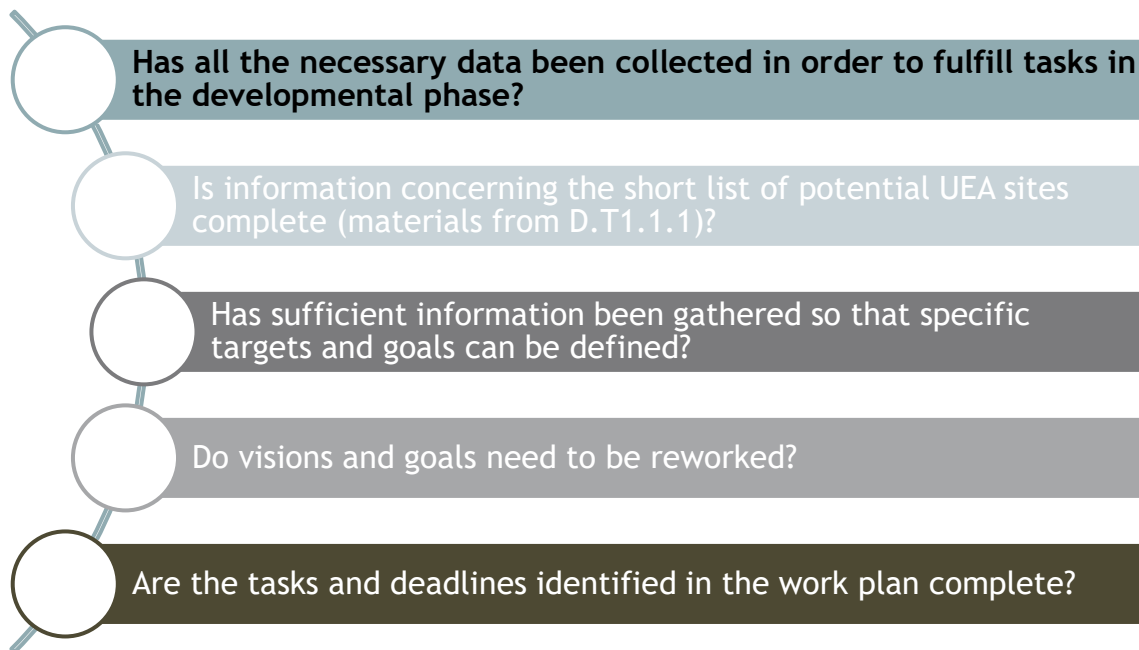 Has all the necessary data been collected in order to fulfill tasks in
the developmental phase?
Is information concerning the short list of potential UEA sites
complete (materials from D.T1.1.1)?
Has sufficient information been gathered so that specific
targets and goals can be defined?
Do visions and goals need to be reworked?
Are the tasks and deadlines identified in the work plan complete?